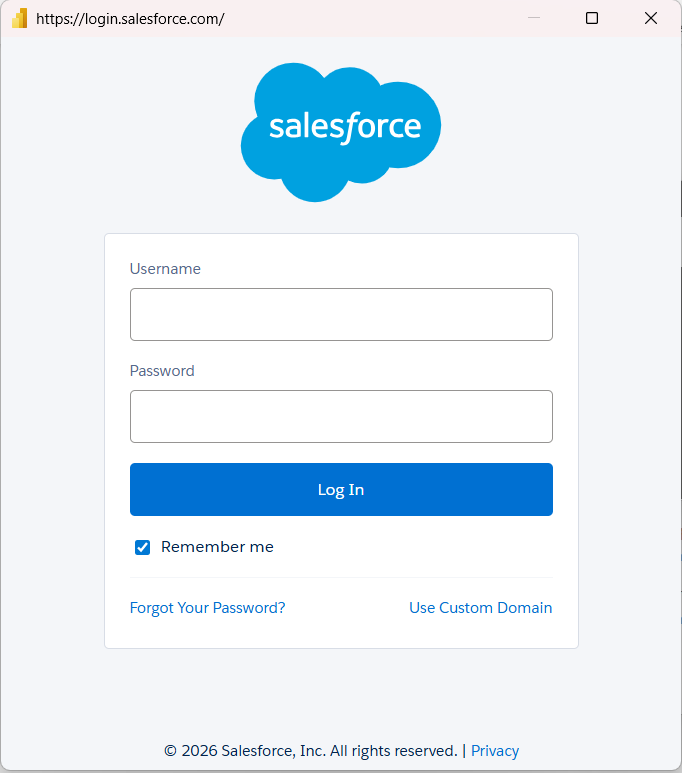 https://login.salesforce.com/
salesforce
Username
Password
Log In
Remember me
Forgot Your Password? Use Custom Domain
© 2026 Salesforce, Inc. All rights reserved. | Privacy